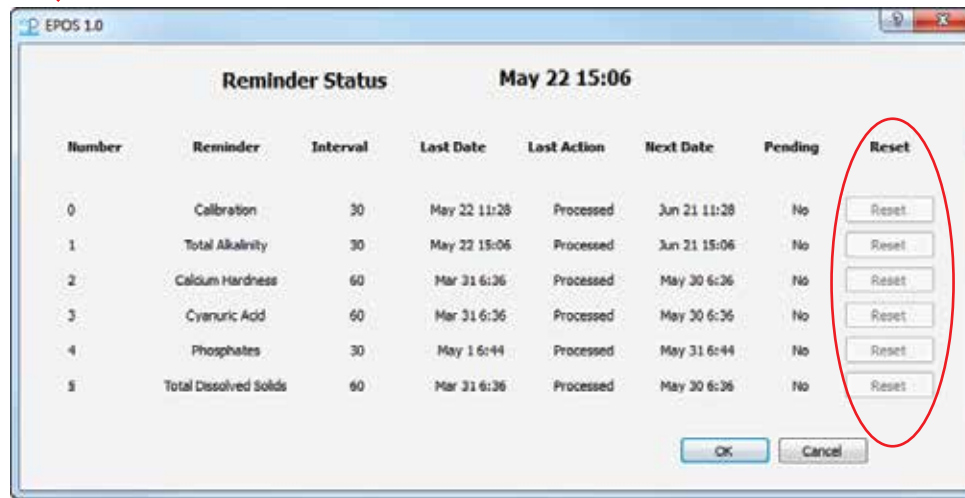 EPOS 1.0
Reminder Status May 22 15:06
Number Reminder Interval Last Date Last Action Next Date Pending Reset
0 Calibration 30 May 22 11:28 Processed Jun 21 11:28 No Reset
1 Total Alkalinity 30 May 22 15:06 Processed Jun 21 15:06 No Reset
2 Calcium Hardness 60 Mar 31 6:36 Processed May 30 6:36 No Reset
3 Cyanuric Acid 60 Mar 31 6:36 Processed May 30 6:36 No Reset
4 Phosphates 30 May 1 6:44 Processed May 31 6:44 No Reset
5 Total Dissolved Solids 60 Mar 31 6:36 Processed May 30 6:36 No Reset
OK Cancel